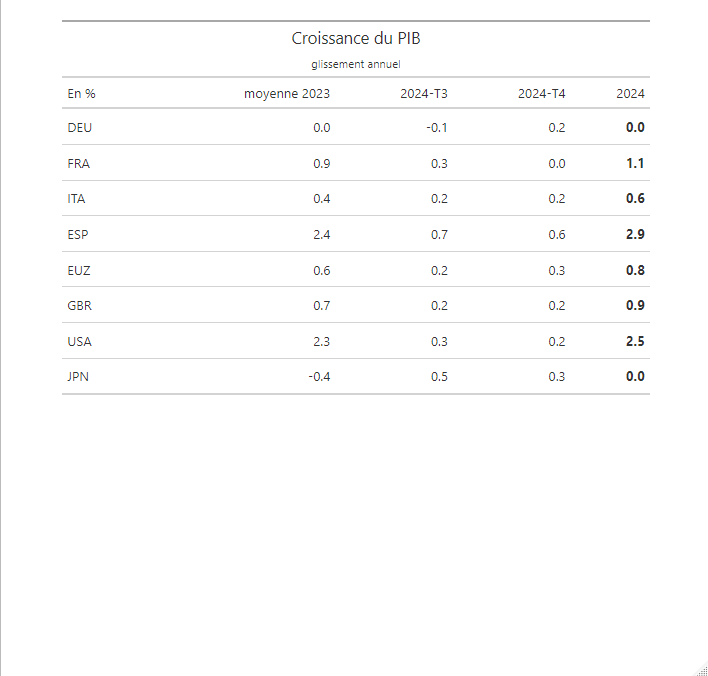 Croissance du PIB
glissement annuel
En % moyenne 2023 2024-T3 2024-T4 2024
DEU 0.0 -0.1 0.2 0.0
FRA 0.9 0.3 0.0 1.1
ITA 0.4 0.2 0.2 0.6
ESP 2.4 0.7 0.6 2.9
EUZ 0.6 0.2 0.3 0.8
GBR 0.7 0.2 0.2 0.9
USA 2.3 0.3 0.2 2.5
JPN -0.4 0.5 0.3 0.0